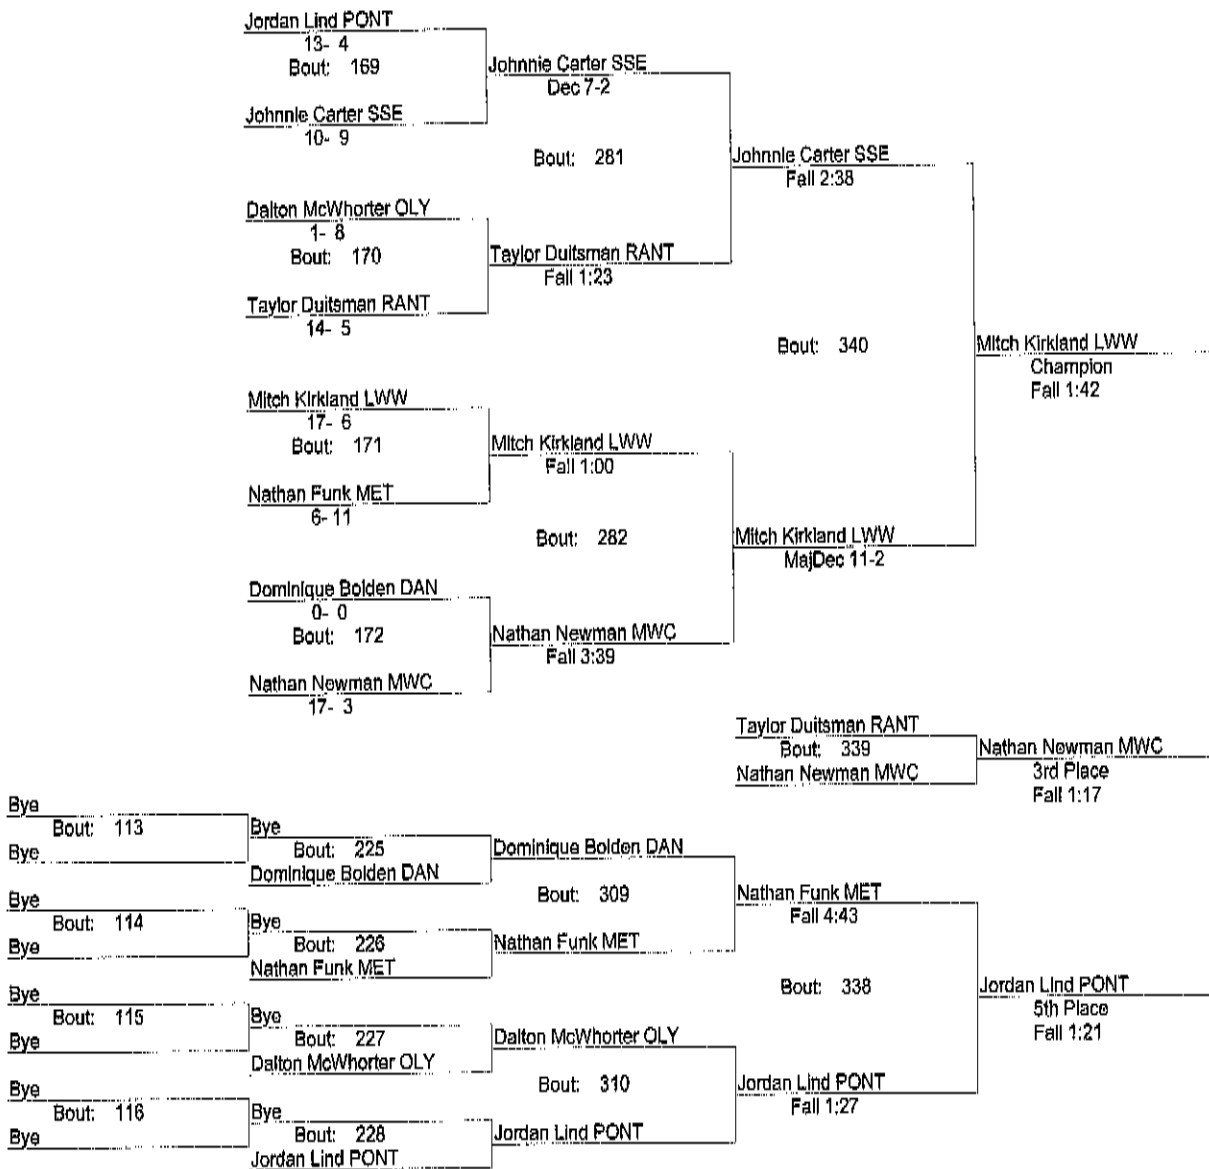 Jordan Lind PONT
13- 4
Bout: 169
Johnnie Carter SSE
10- 9
Johnnie Carter SSE
Dec 7-2
Bout: 281
Dalton McWhorter OLY
1- 8
Bout: 170
Taylor Duitsman RANT
14- 5
Taylor Duitsman RANT
Fall 1:23
Johnnie Carter SSE
Fall 2:38
Bout: 340
Mitch Kirkland LWW
Champion
Fall 1:42
Mitch Kirkland LWW
17- 6
Bout: 171
Nathan Funk MET
6- 11
Mitch Kirkland LWW
Fall 1:00
Bout: 282
Mitch Kirkland LWW
MajDec 11-2
Dominique Bolden DAN
0- 0
Bout: 172
Nathan Newman MWC
17- 3
Nathan Newman MWC
Fall 3:39
Taylor Duitsman RANT
Bout: 339
Nathan Newman MWC
Nathan Newman MWC
3rd Place
Fall 1:17
Bye
Bout: 113
Bye
Bye
Bout: 225
Dominique Bolden DAN
Dominique Bolden DAN
Bout: 309
Bye
Bout: 114
Bye
Bye
Bout: 226
Nathan Funk MET
Nathan Funk MET
Nathan Funk MET
Fall 4:43
Bout: 338
Jordan Lind PONT
5th Place
Fall 1:21
Bye
Bout: 115
Bye
Bye
Bout: 227
Dalton McWhorter OLY
Dalton McWhorter OLY
Bout: 310
Jordan Lind PONT
Fall 1:27
Bye
Bout: 116
Bye
Bye
Bout: 228
Jordan Lind PONT
Jordan Lind PONT